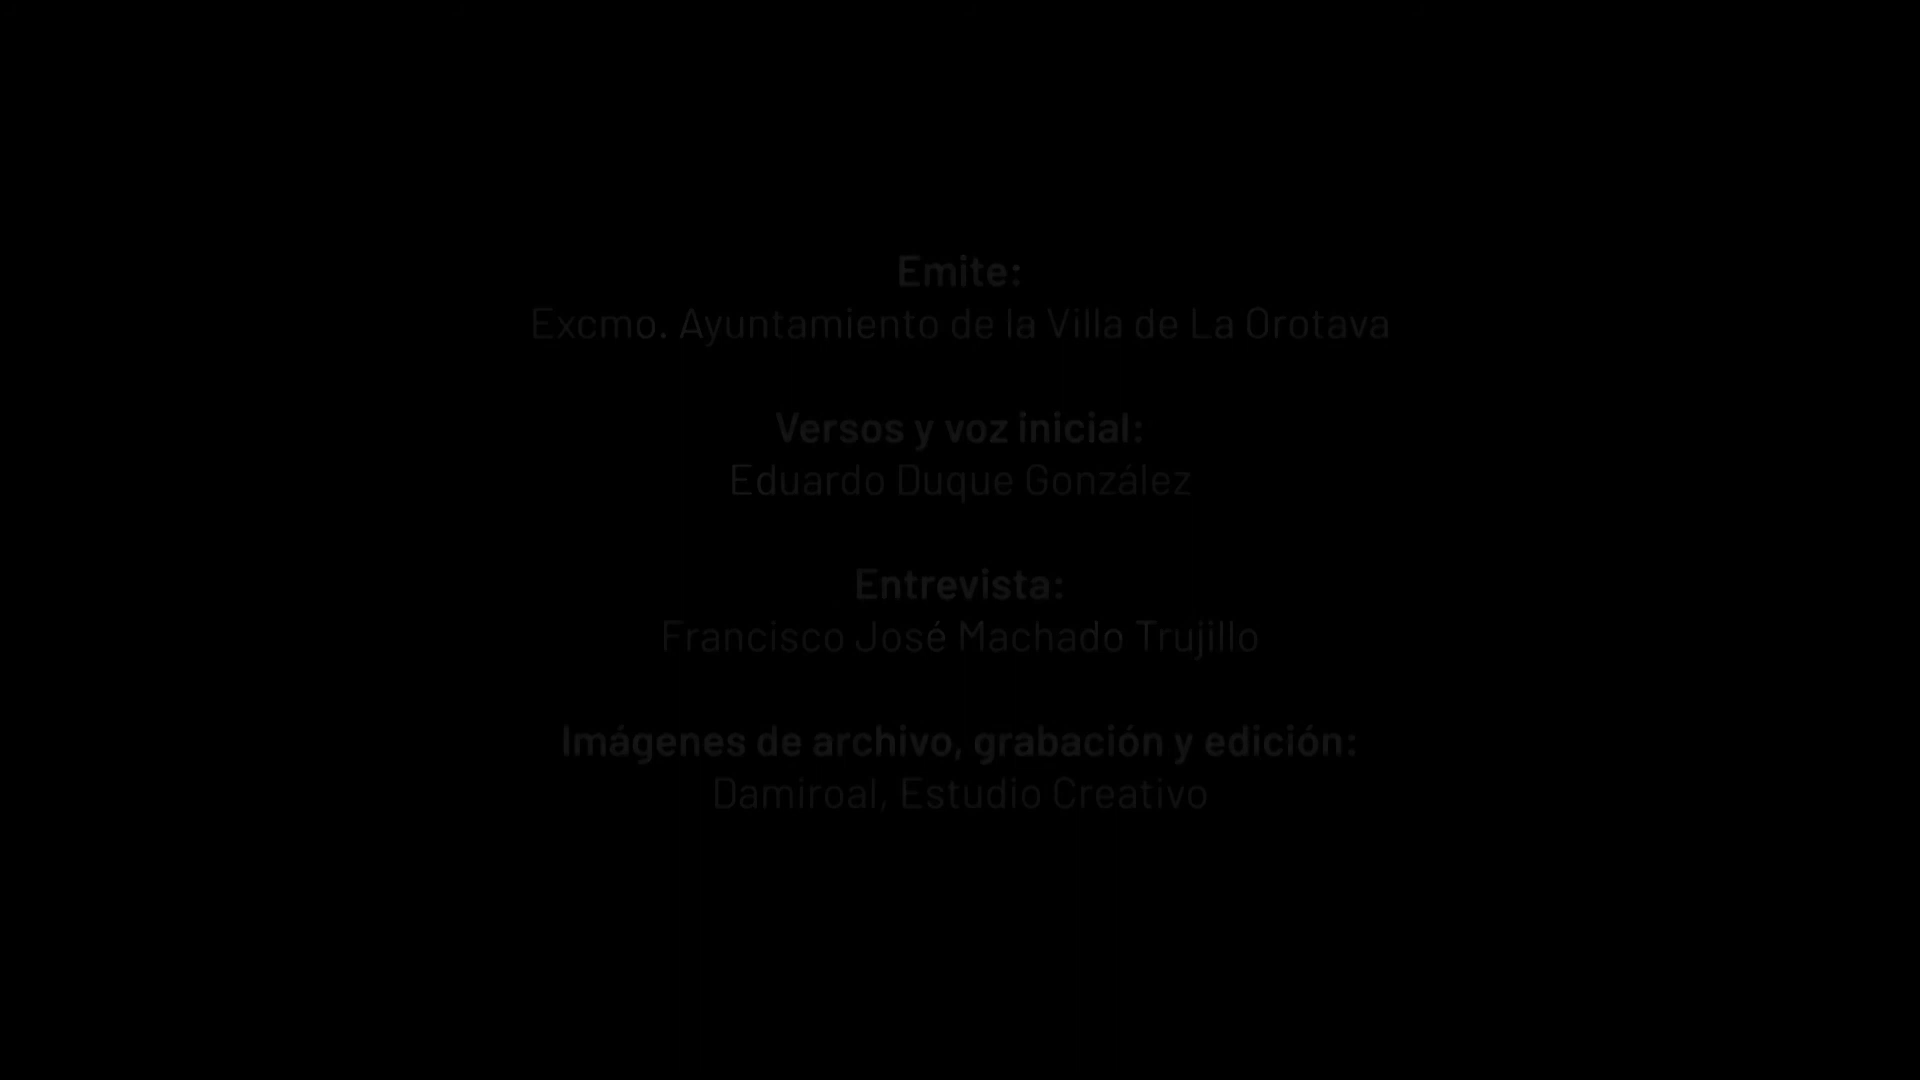 Emite:
Excmo. Ayuntamiento de la Villa de La Orotava
Versos y voz inicial:
Eduardo Duque González
Entrevista:
Francisco José Machado Trujillo
Imágenes de archivo, grabación y edición:
Damiroal, Estudio Creativo